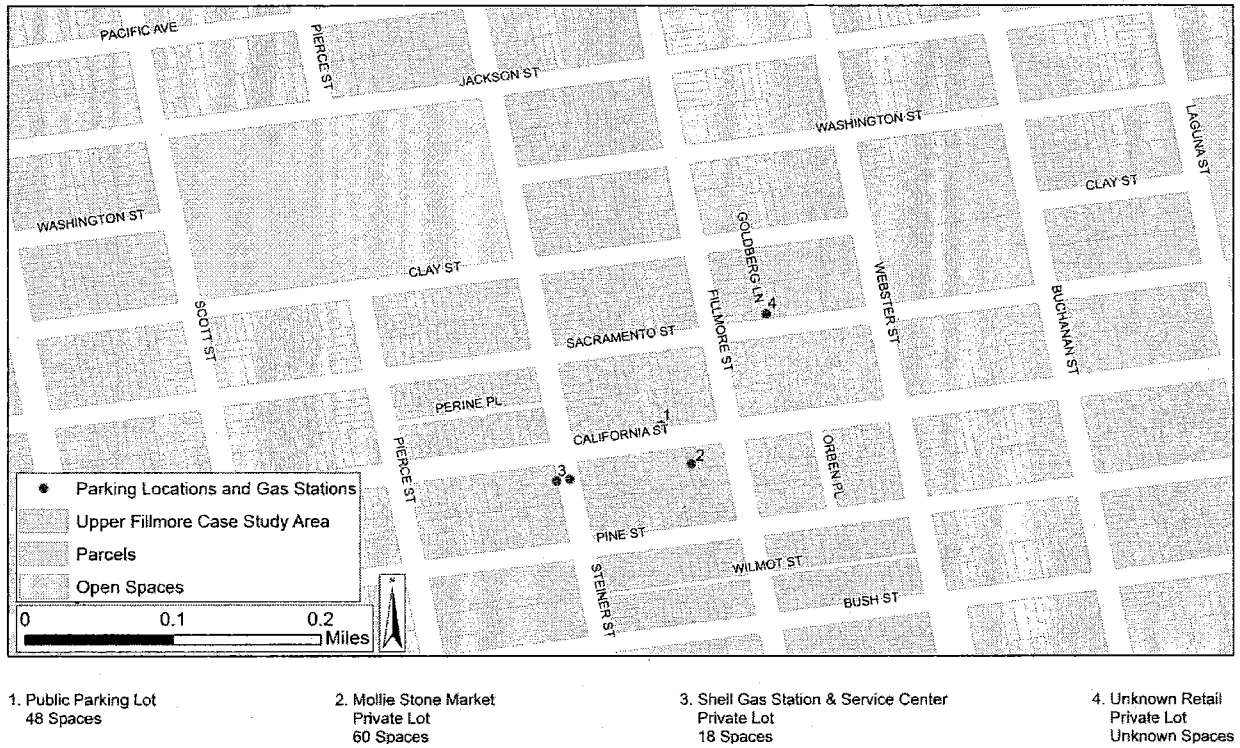 PACIFIC AVE
PIERCE ST
JACKSON ST
WASHINGTON ST
LAGUNA ST
CLAY ST
WASHINGTON ST
GOLDBERG LN
CLAY ST
WEBSTER ST
BUCHANAN ST
SCOTT ST
FILLMORE ST
4
SACRAMENTO ST
PERINE PL
1
CALIFORNIA ST
ORBEN PL
PIERCE ST
2
3
PINE ST
WILMOT ST
STEINER ST
BUSH ST
Parking Locations and Gas Stations
Upper Fillmore Case Study Area
Parcels
Open Spaces
0 0.1 0.2
Miles
N
1. Public Parking Lot
48 Spaces
2. Mollie Stone Market
Private Lot
60 Spaces
3. Shell Gas Station & Service Center
Private Lot
18 Spaces
4. Unknown Retail
Private Lot
Unknown Spaces